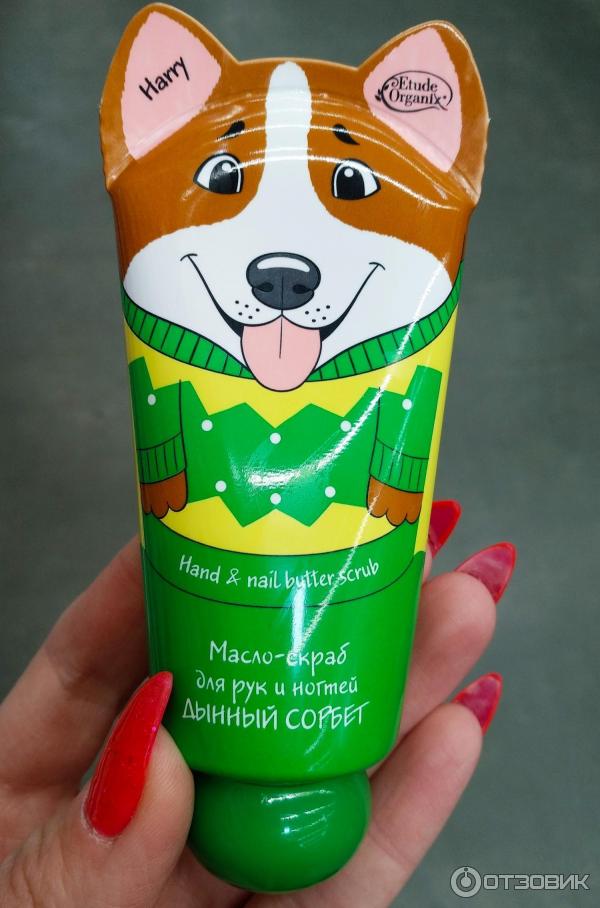 Harry
Etude
Organix
Hand & nail butter scrub
Масло-скраб
для рук и ногтей
ДЫННЫЙ СОРБЕТ
ОТЗОВИК